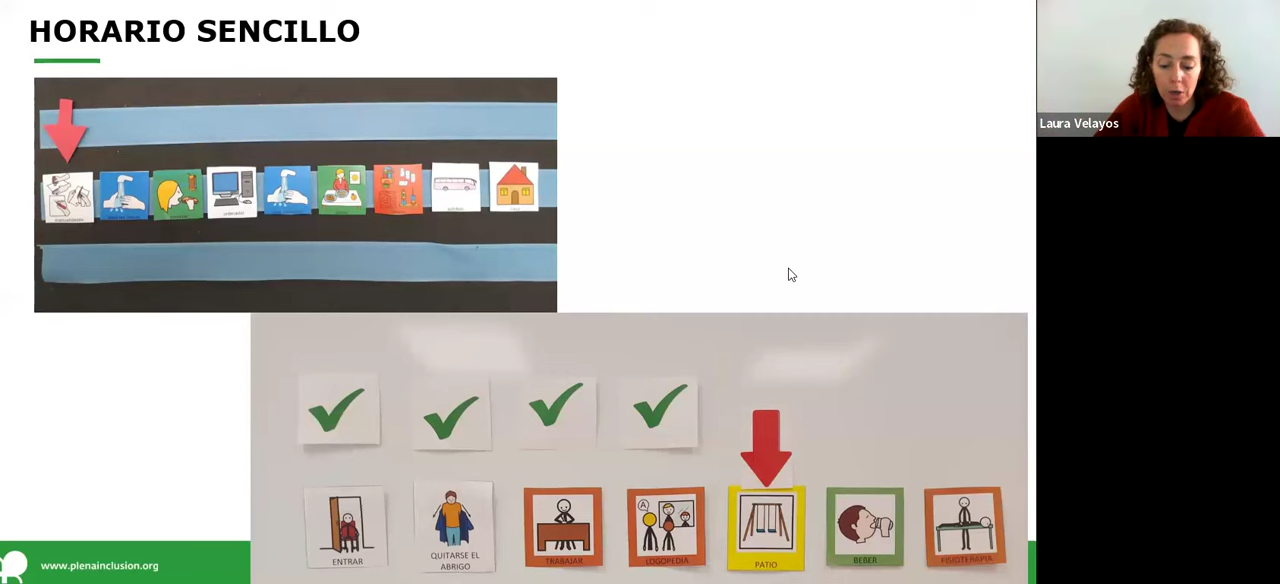 HORARIO SENCILLO
Laura Velayos
A
ENTRAR
QUITARSE EL
ABRIGO
TRABAJAR
LOGOPEDIA
PATIO
BEBER
FISIOTERAPIA
www.plenainclusion.org